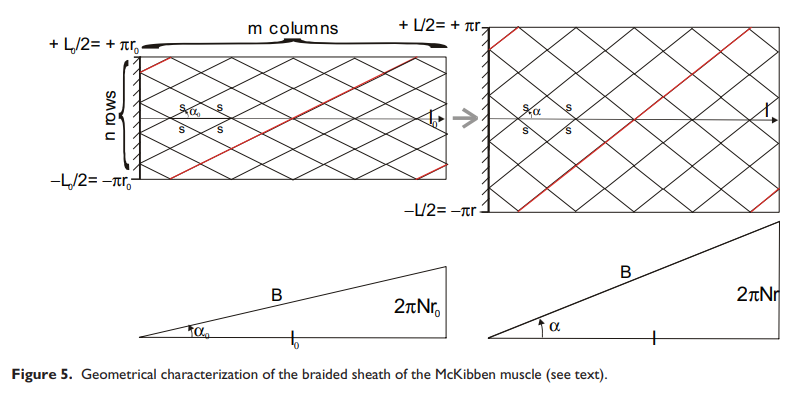 m columns
+ L₀/2= + πr₀
n rows
s α₀ s
s s
l₀
−L₀/2= −πr₀
+ L/2= + πr
s α s
s s
l
−L/2= −πr
B
2πNr₀
α₀
l₀
B
2πNr
α
l
Figure 5. Geometrical characterization of the braided sheath of the McKibben muscle (see text).